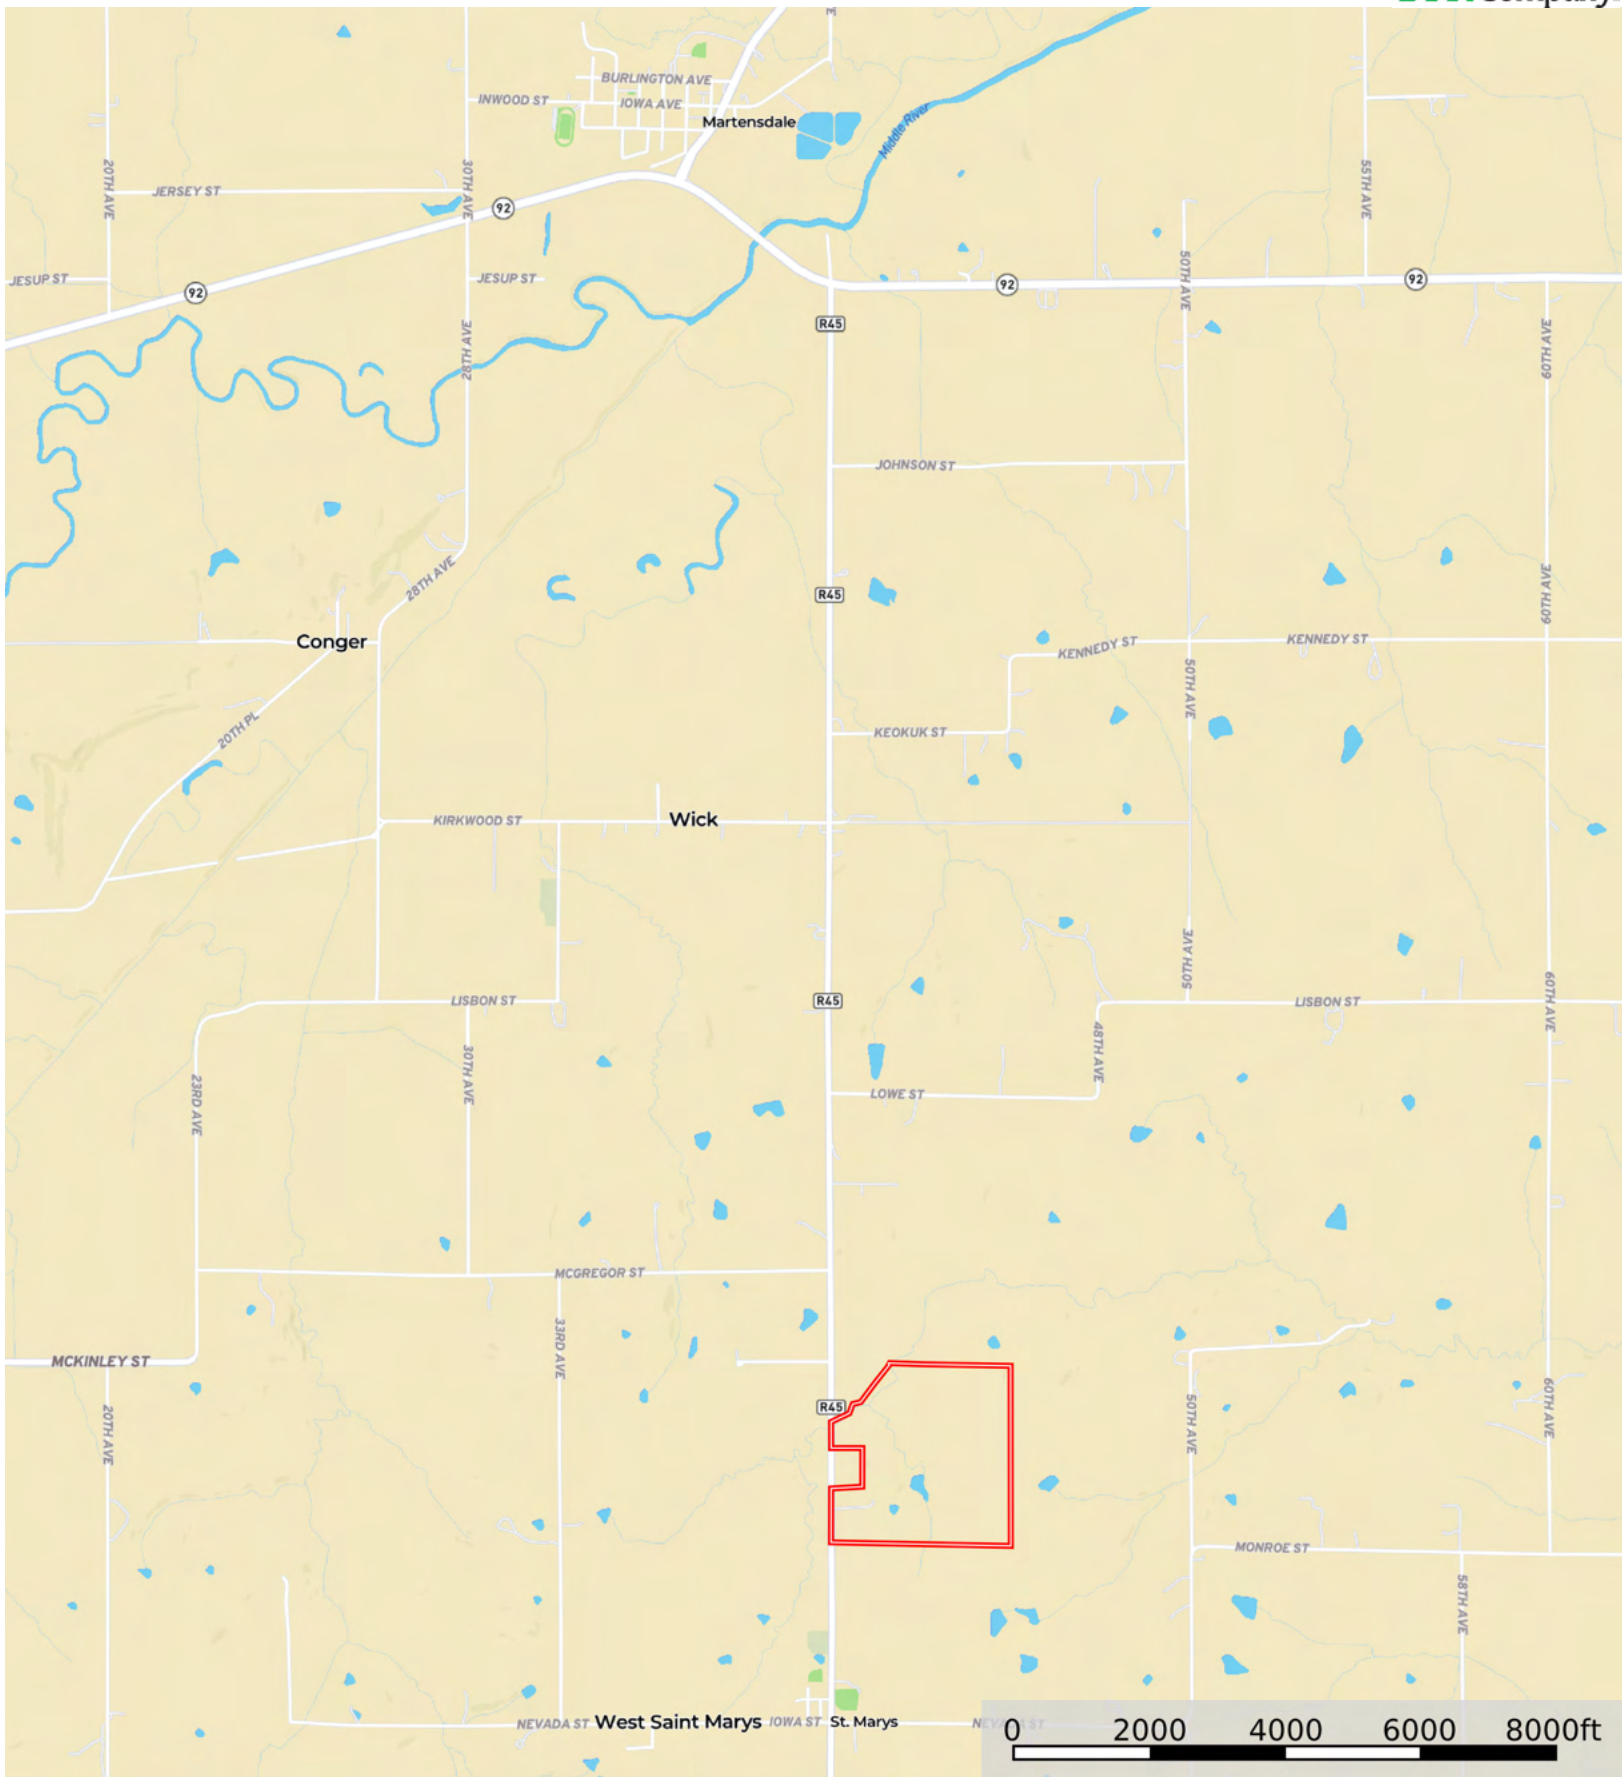 Company
BURLINGTON AVE
INWOOD ST
IOWA AVE
Martensdale
Middle River
20TH AVE
30TH AVE
55TH AVE
JERSEY ST
92
50TH AVE
JESUP ST
JESUP ST
92
92
92
R45
28TH AVE
60TH AVE
JOHNSON ST
28TH AVE
R45
60TH AVE
Conger
KENNEDY ST
KENNEDY ST
50TH AVE
20TH PL
KEOKUK ST
KIRKWOOD ST
Wick
50TH AVE
LISBON ST
R45
LISBON ST
60TH AVE
30TH AVE
48TH AVE
23RD AVE
LOWE ST
MCGREGOR ST
33RD AVE
MCKINLEY ST
R45
20TH AVE
50TH AVE
60TH AVE
MONROE ST
58TH AVE
NEVADA ST
West Saint Marys
IOWA ST
St. Marys
NEVADA ST
0 2000 4000 6000 8000ft